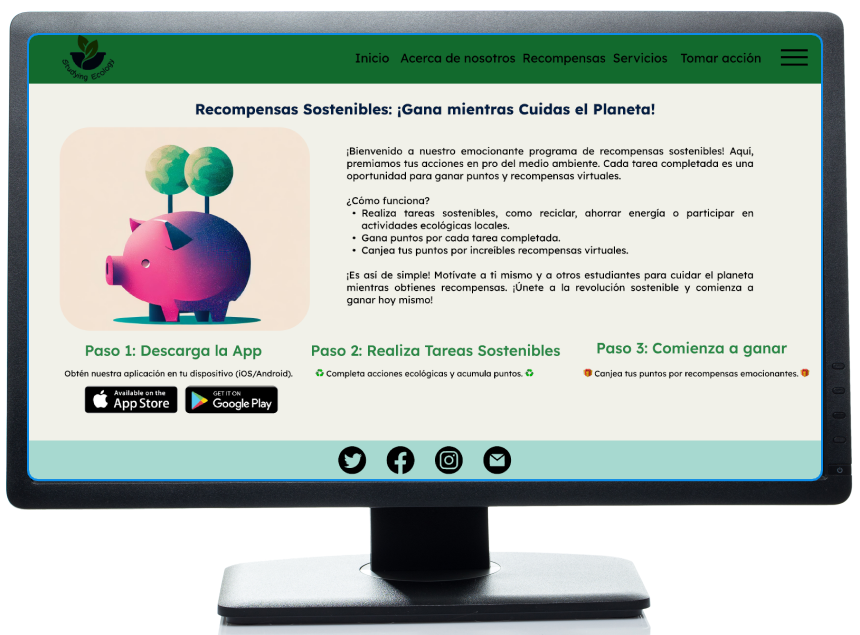 Studying Ecology
Inicio Acerca de nosotros Recompensas Servicios Tomar acción
Recompensas Sostenibles: ¡Gana mientras Cuidas el Planeta!
¡Bienvenido a nuestro emocionante programa de recompensas sostenibles! Aquí,
premiamos tus acciones en pro del medio ambiente. Cada tarea completada es una
oportunidad para ganar puntos y recompensas virtuales.
¿Cómo funciona?
• Realiza tareas sostenibles, como reciclar, ahorrar energía o participar en
actividades ecológicas locales.
• Gana puntos por cada tarea completada.
• Canjea tus puntos por increíbles recompensas virtuales.
¡Es así de simple! Motívate a ti mismo y a otros estudiantes para cuidar el planeta
mientras obtienes recompensas. ¡Únete a la revolución sostenible y comienza a
ganar hoy mismo!
Paso 1: Descarga la App
Obtén nuestra aplicación en tu dispositivo (iOS/Android).
Available on the
App Store
GET IT ON
Google Play
Paso 2: Realiza Tareas Sostenibles
♻️ Completa acciones ecológicas y acumula puntos. ♻️
Paso 3: Comienza a ganar
🎁 Canjea tus puntos por recompensas emocionantes. 🎁